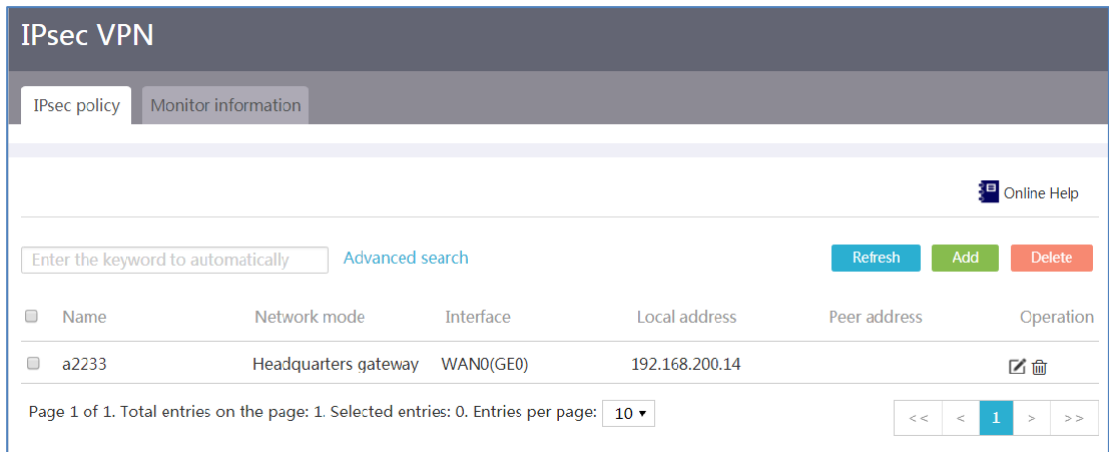 IPsec VPN
IPsec policy Monitor information
Online Help
Enter the keyword to automatically Advanced search Refresh Add Delete
Name Network mode Interface Local address Peer address Operation
a2233 Headquarters gateway WAN0(GE0) 192.168.200.14
Page 1 of 1. Total entries on the page: 1. Selected entries: 0. Entries per page: 10 << < 1 > >>